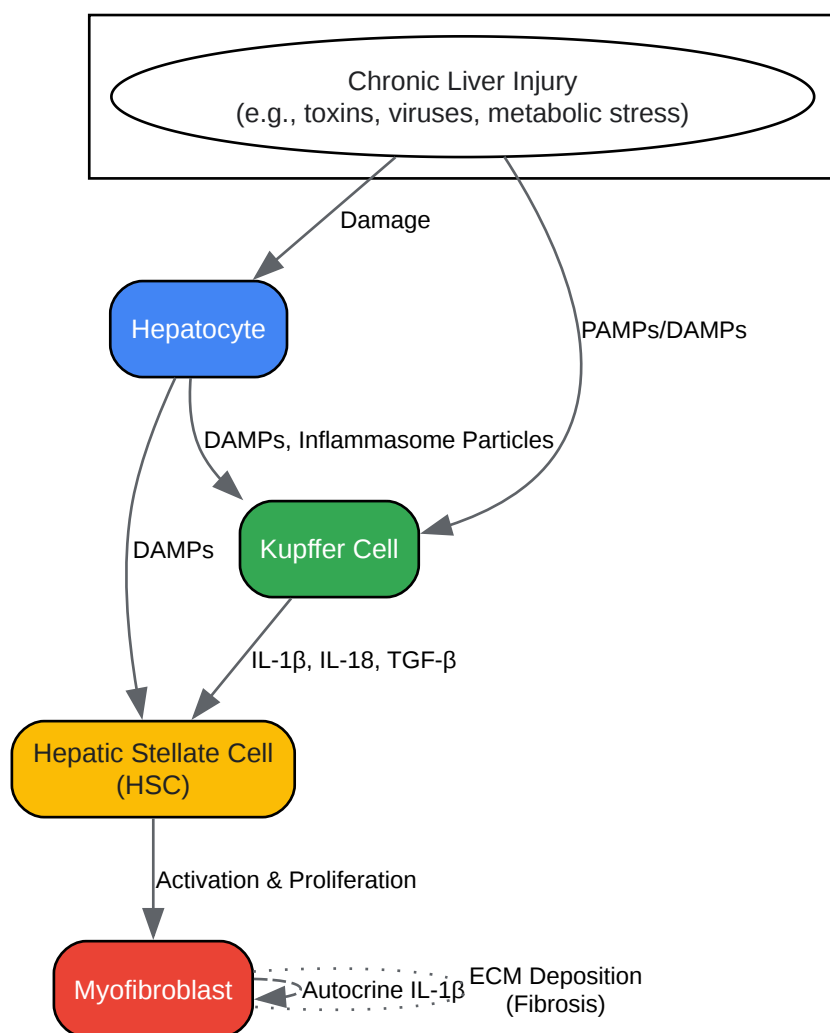 Chronic Liver Injury
(e.g., toxins, viruses, metabolic stress)
Damage
Hepatocyte
PAMPs/DAMPs
DAMPs, Inflammasome Particles
DAMPs
Kupffer Cell
IL-1β, IL-18, TGF-β
Hepatic Stellate Cell
(HSC)
Activation & Proliferation
Myofibroblast
Autocrine IL-1β
ECM Deposition
(Fibrosis)